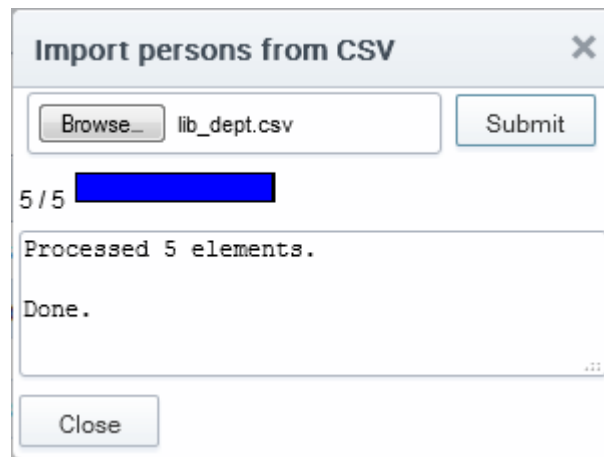 Import persons from CSV ×
Browse... lib_dept.csv Submit
5 / 5
Processed 5 elements.
Done.
Close